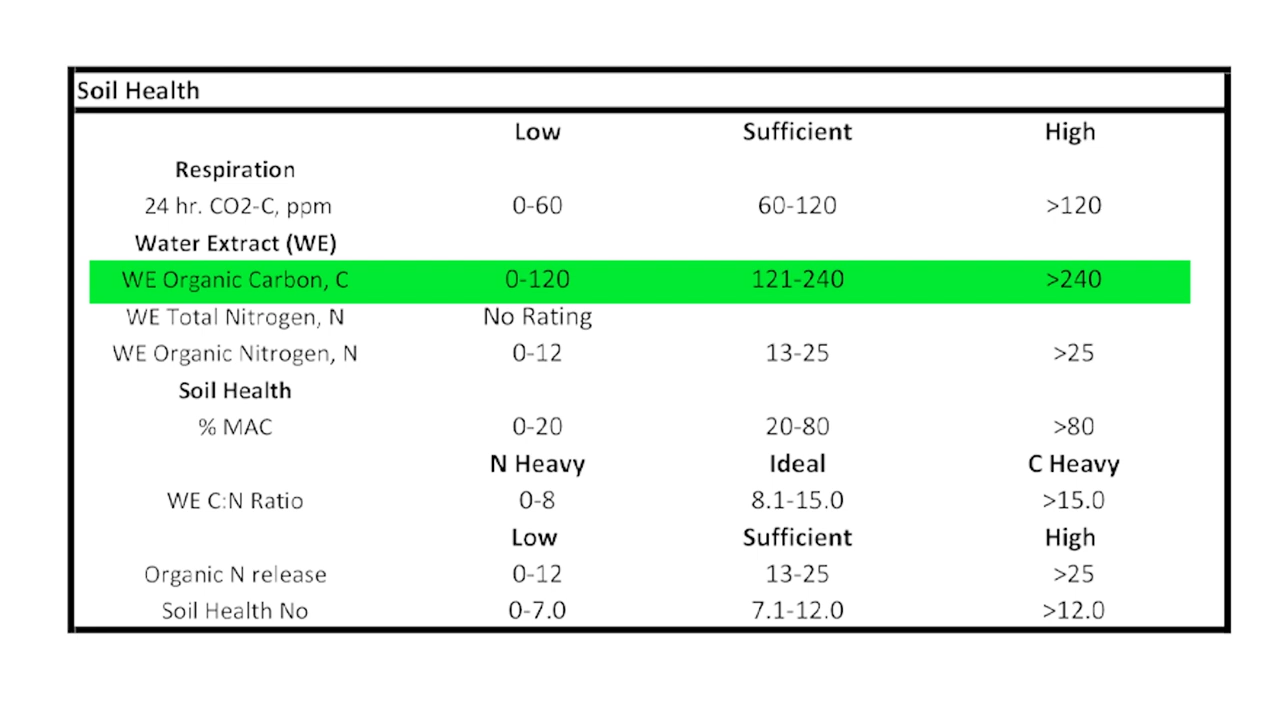 Soil Health
Low Sufficient High
Respiration
24 hr. CO2-C, ppm 0-60 60-120 >120
Water Extract (WE)
WE Organic Carbon, C 0-120 121-240 >240
WE Total Nitrogen, N No Rating
WE Organic Nitrogen, N 0-12 13-25 >25
Soil Health
% MAC 0-20 20-80 >80
N Heavy Ideal C Heavy
WE C:N Ratio 0-8 8.1-15.0 >15.0
Low Sufficient High
Organic N release 0-12 13-25 >25
Soil Health No 0-7.0 7.1-12.0 >12.0